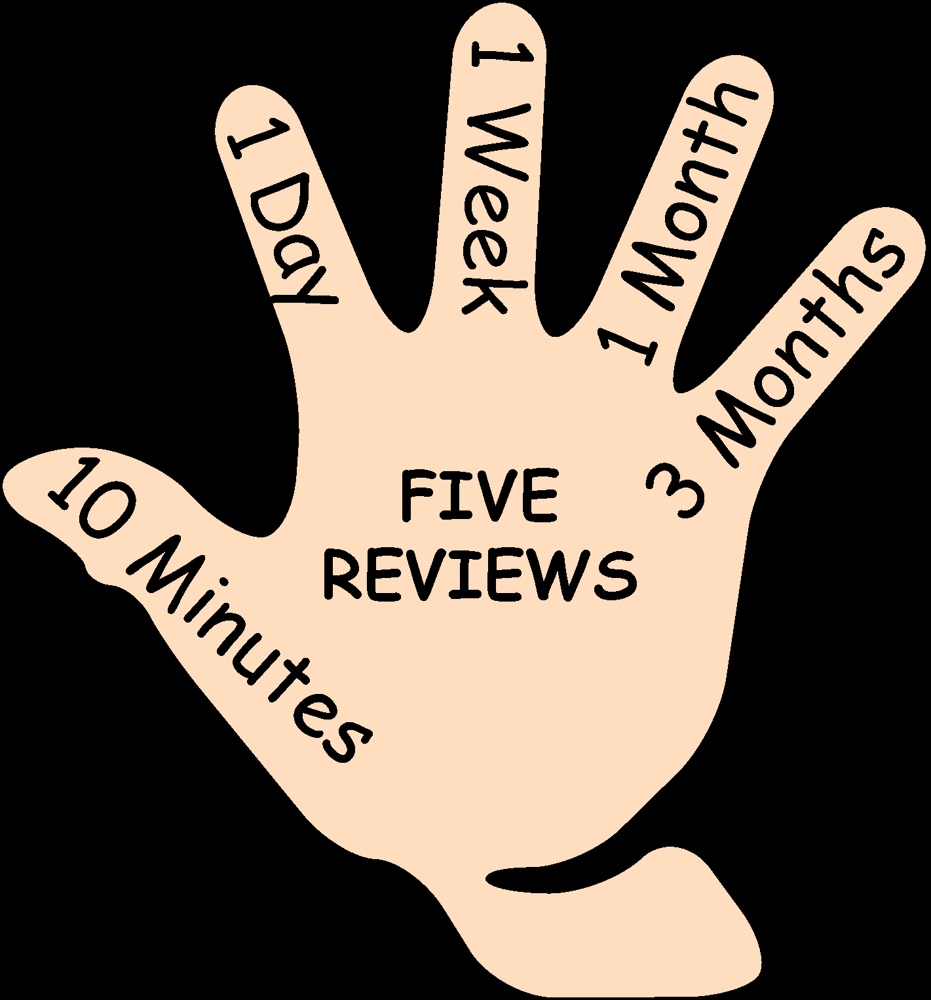 10 Minutes
1 Day
1 Week
1 Month
3 Months
FIVE
REVIEWS